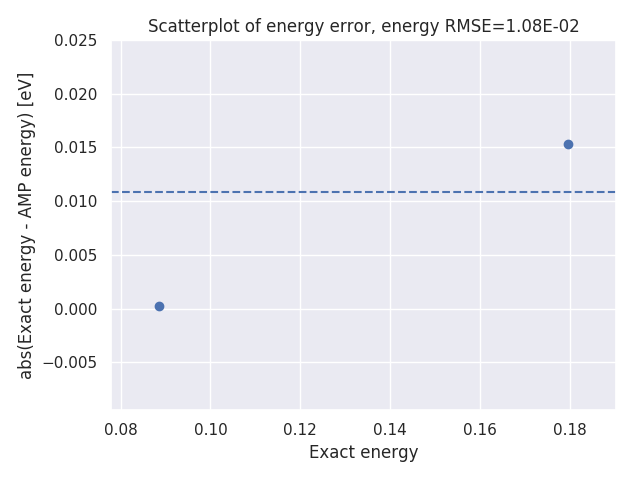 Scatterplot of energy error, energy RMSE=1.08E-02
abs(Exact energy - AMP energy) [eV]
0.025
0.020
0.015
0.010
0.005
0.000
−0.005
0.08 0.10 0.12 0.14 0.16 0.18
Exact energy